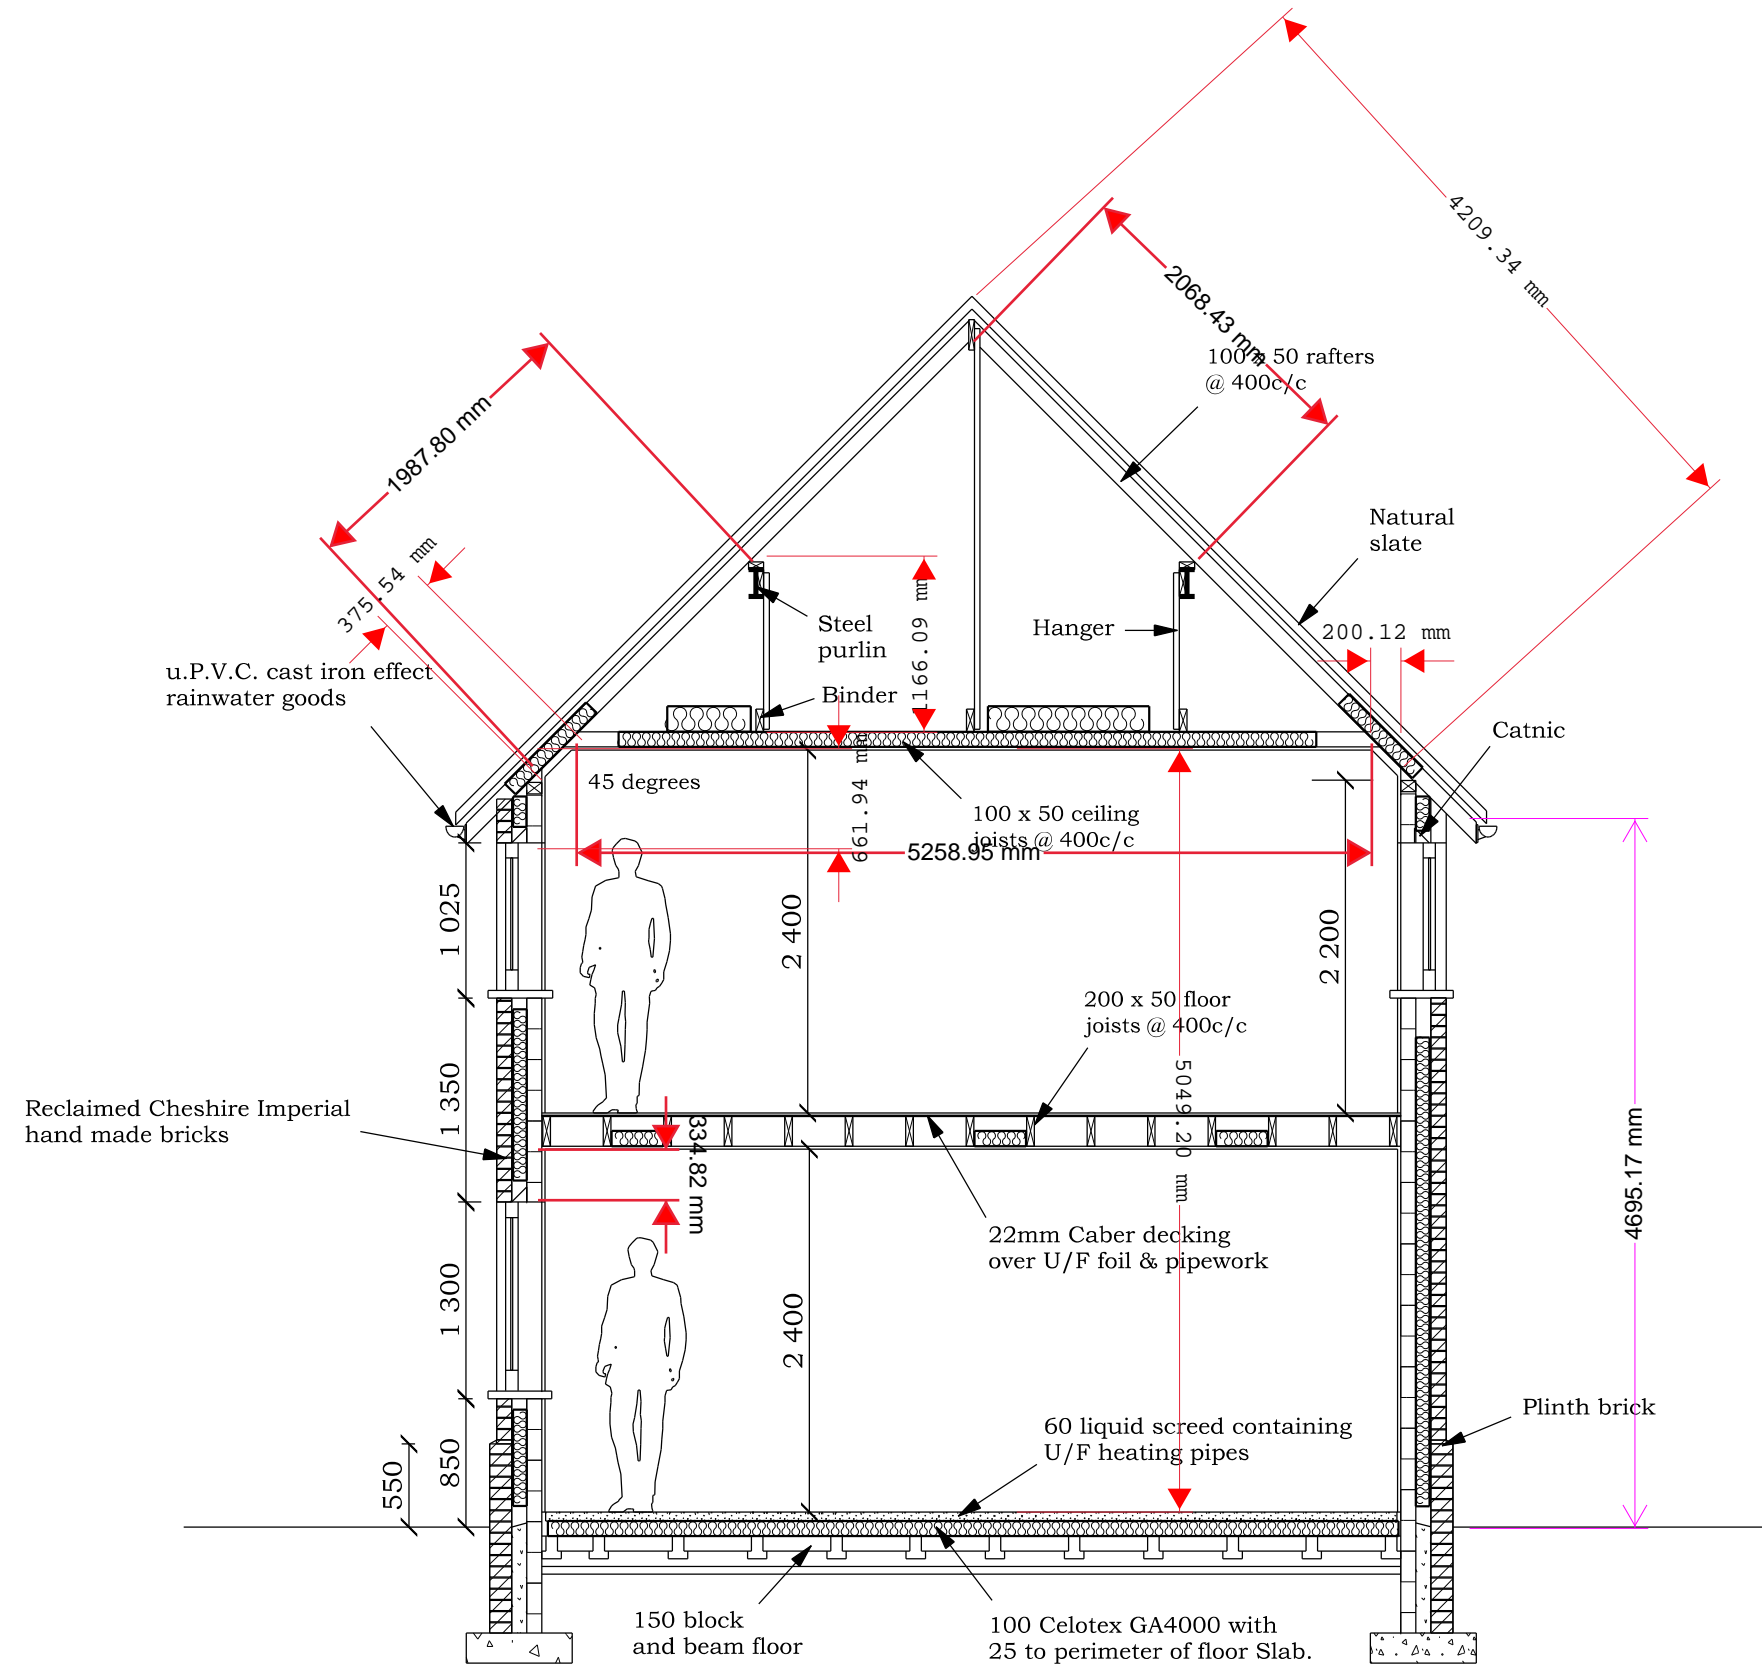 4209.34 mm
2068.43 mm
100 x 50 rafters
@ 400c/c
1987.80 mm
375.54 mm
Natural
slate
1166.09 mm
Steel
purlin
Hanger
200.12 mm
u.P.V.C. cast iron effect
rainwater goods
Binder
Catnic
45 degrees
661.94 mm
100 x 50 ceiling
joists @ 400c/c
5258.95 mm
1 025
2 400
2 200
200 x 50 floor
joists @ 400c/c
1 350
Reclaimed Cheshire Imperial
hand made bricks
334.82 mm
5049.20 mm
4695.17 mm
22mm Caber decking
over U/F foil & pipework
1 300
2 400
Plinth brick
60 liquid screed containing
U/F heating pipes
850
550
150 block
and beam floor
100 Celotex GA4000 with
25 to perimeter of floor Slab.